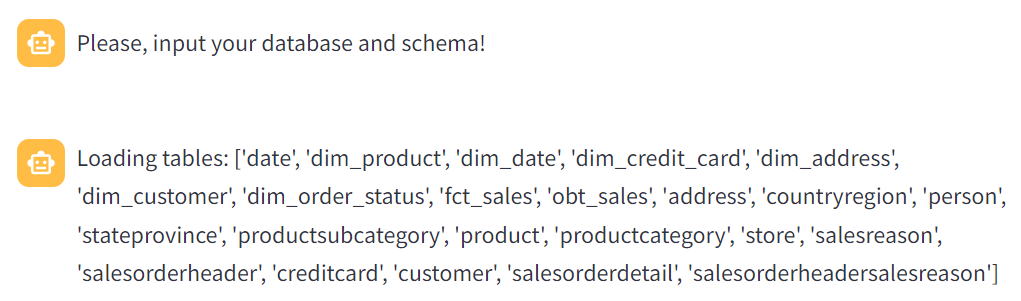 Please, input your database and schema!
Loading tables: ['date', 'dim_product', 'dim_date', 'dim_credit_card', 'dim_address',
'dim_customer', 'dim_order_status', 'fct_sales', 'obt_sales', 'address', 'countryregion', 'person',
'stateprovince', 'productsubcategory', 'product', 'productcategory', 'store', 'salesreason',
'salesorderheader', 'creditcard', 'customer', 'salesorderdetail', 'salesorderheadersalesreason']